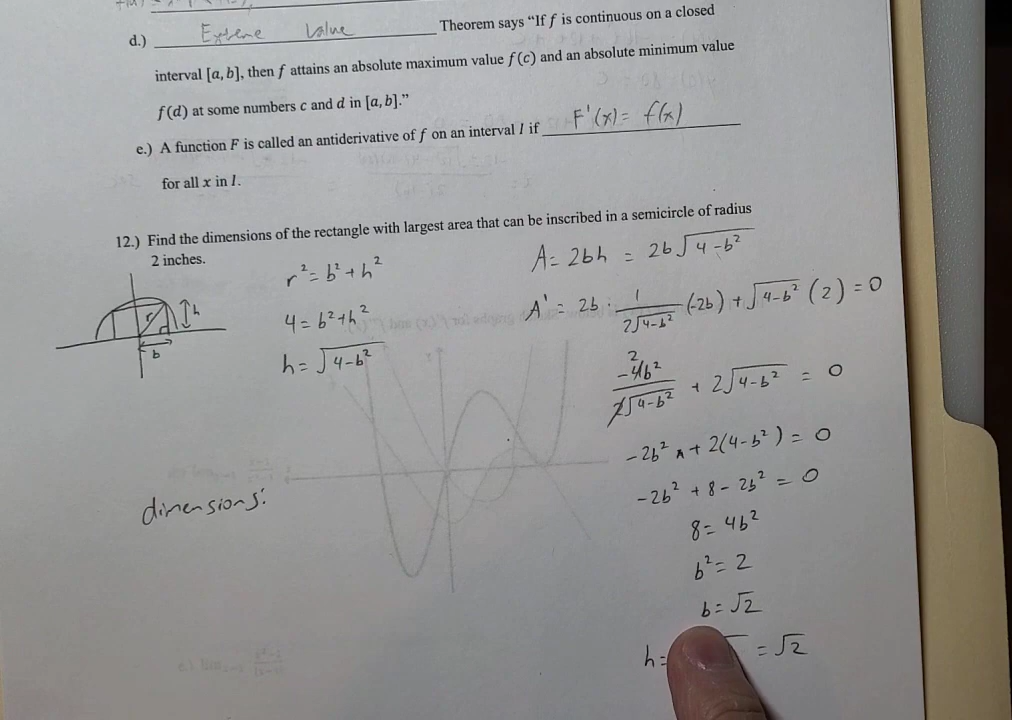 d.) Extreme Value Theorem says “If f is continuous on a closed
interval [a, b], then f attains an absolute maximum value f(c) and an absolute minimum value
f(d) at some numbers c and d in [a, b].”
e.) A function F is called an antiderivative of f on an interval I if F'(x) = f(x)
for all x in I.
12.) Find the dimensions of the rectangle with largest area that can be inscribed in a semicircle of radius
2 inches.
r² = b² + h²
4 = b² + h²
h = √(4-b²)
r
h
b
dimensions:
A = 2bh = 2b√(4-b²)
A' = 2b · 1/(2√(4-b²)) (-2b) + √(4-b²) (2) = 0
-4b²/(2√(4-b²)) + 2√(4-b²) = 0
2
-2b² + 2(4-b²) = 0
-2b² + 8 - 2b² = 0
8 = 4b²
b² = 2
b = √2
h = = √2